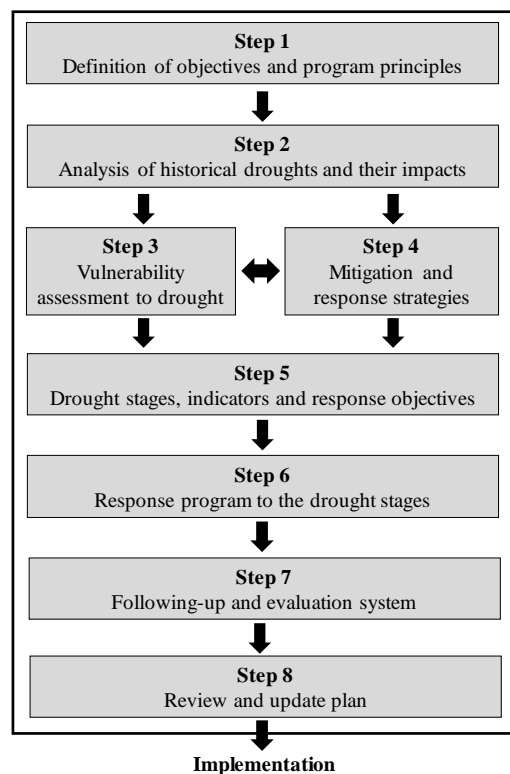 Step 1
Definition of objectives and program principles
Step 2
Analysis of historical droughts and their impacts
Step 3
Vulnerability
assessment to drought
Step 4
Mitigation and
response strategies
Step 5
Drought stages, indicators and response objectives
Step 6
Response program to the drought stages
Step 7
Following-up and evaluation system
Step 8
Review and update plan
Implementation